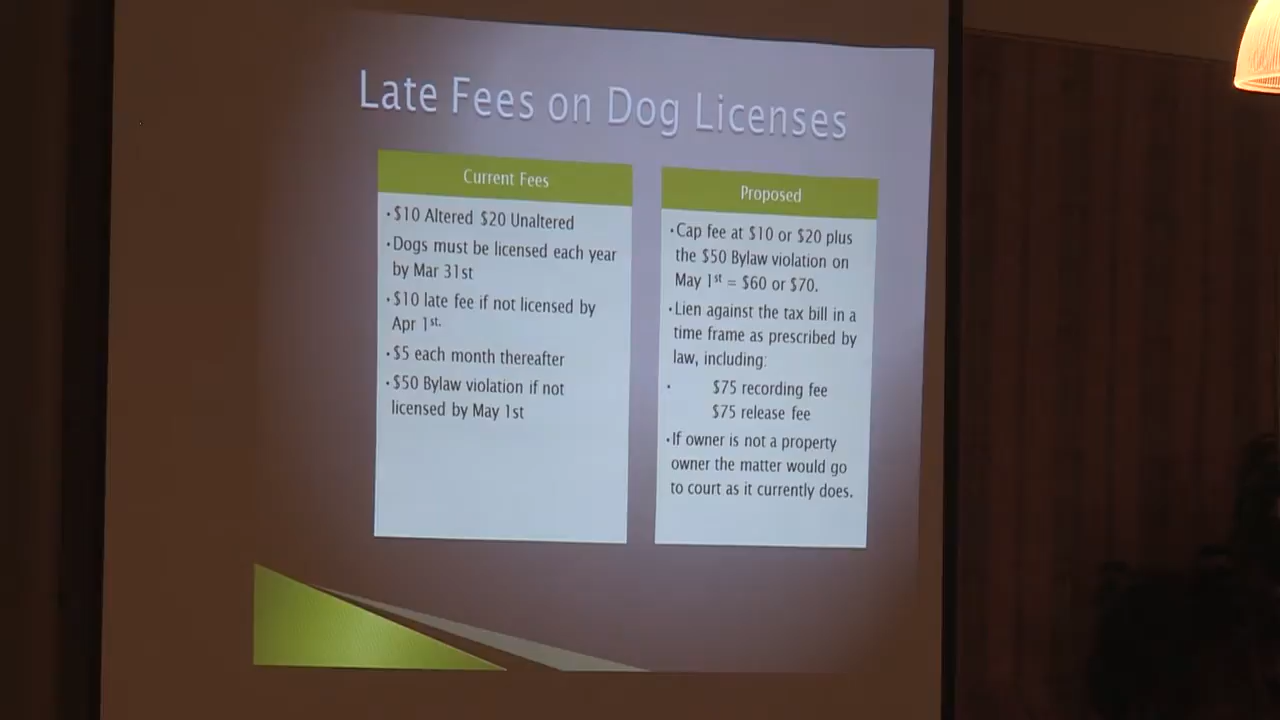 Late Fees on Dog Licenses
Current Fees
•$10 Altered $20 Unaltered
•Dogs must be licensed each year
by Mar 31st
•$10 late fee if not licensed by
Apr 1st.
•$5 each month thereafter
•$50 Bylaw violation if not
licensed by May 1st
Proposed
•Cap fee at $10 or $20 plus
the $50 Bylaw violation on
May 1st = $60 or $70.
•Lien against the tax bill in a
time frame as prescribed by
law, including:
• $75 recording fee
$75 release fee
•If owner is not a property
owner the matter would go
to court as it currently does.